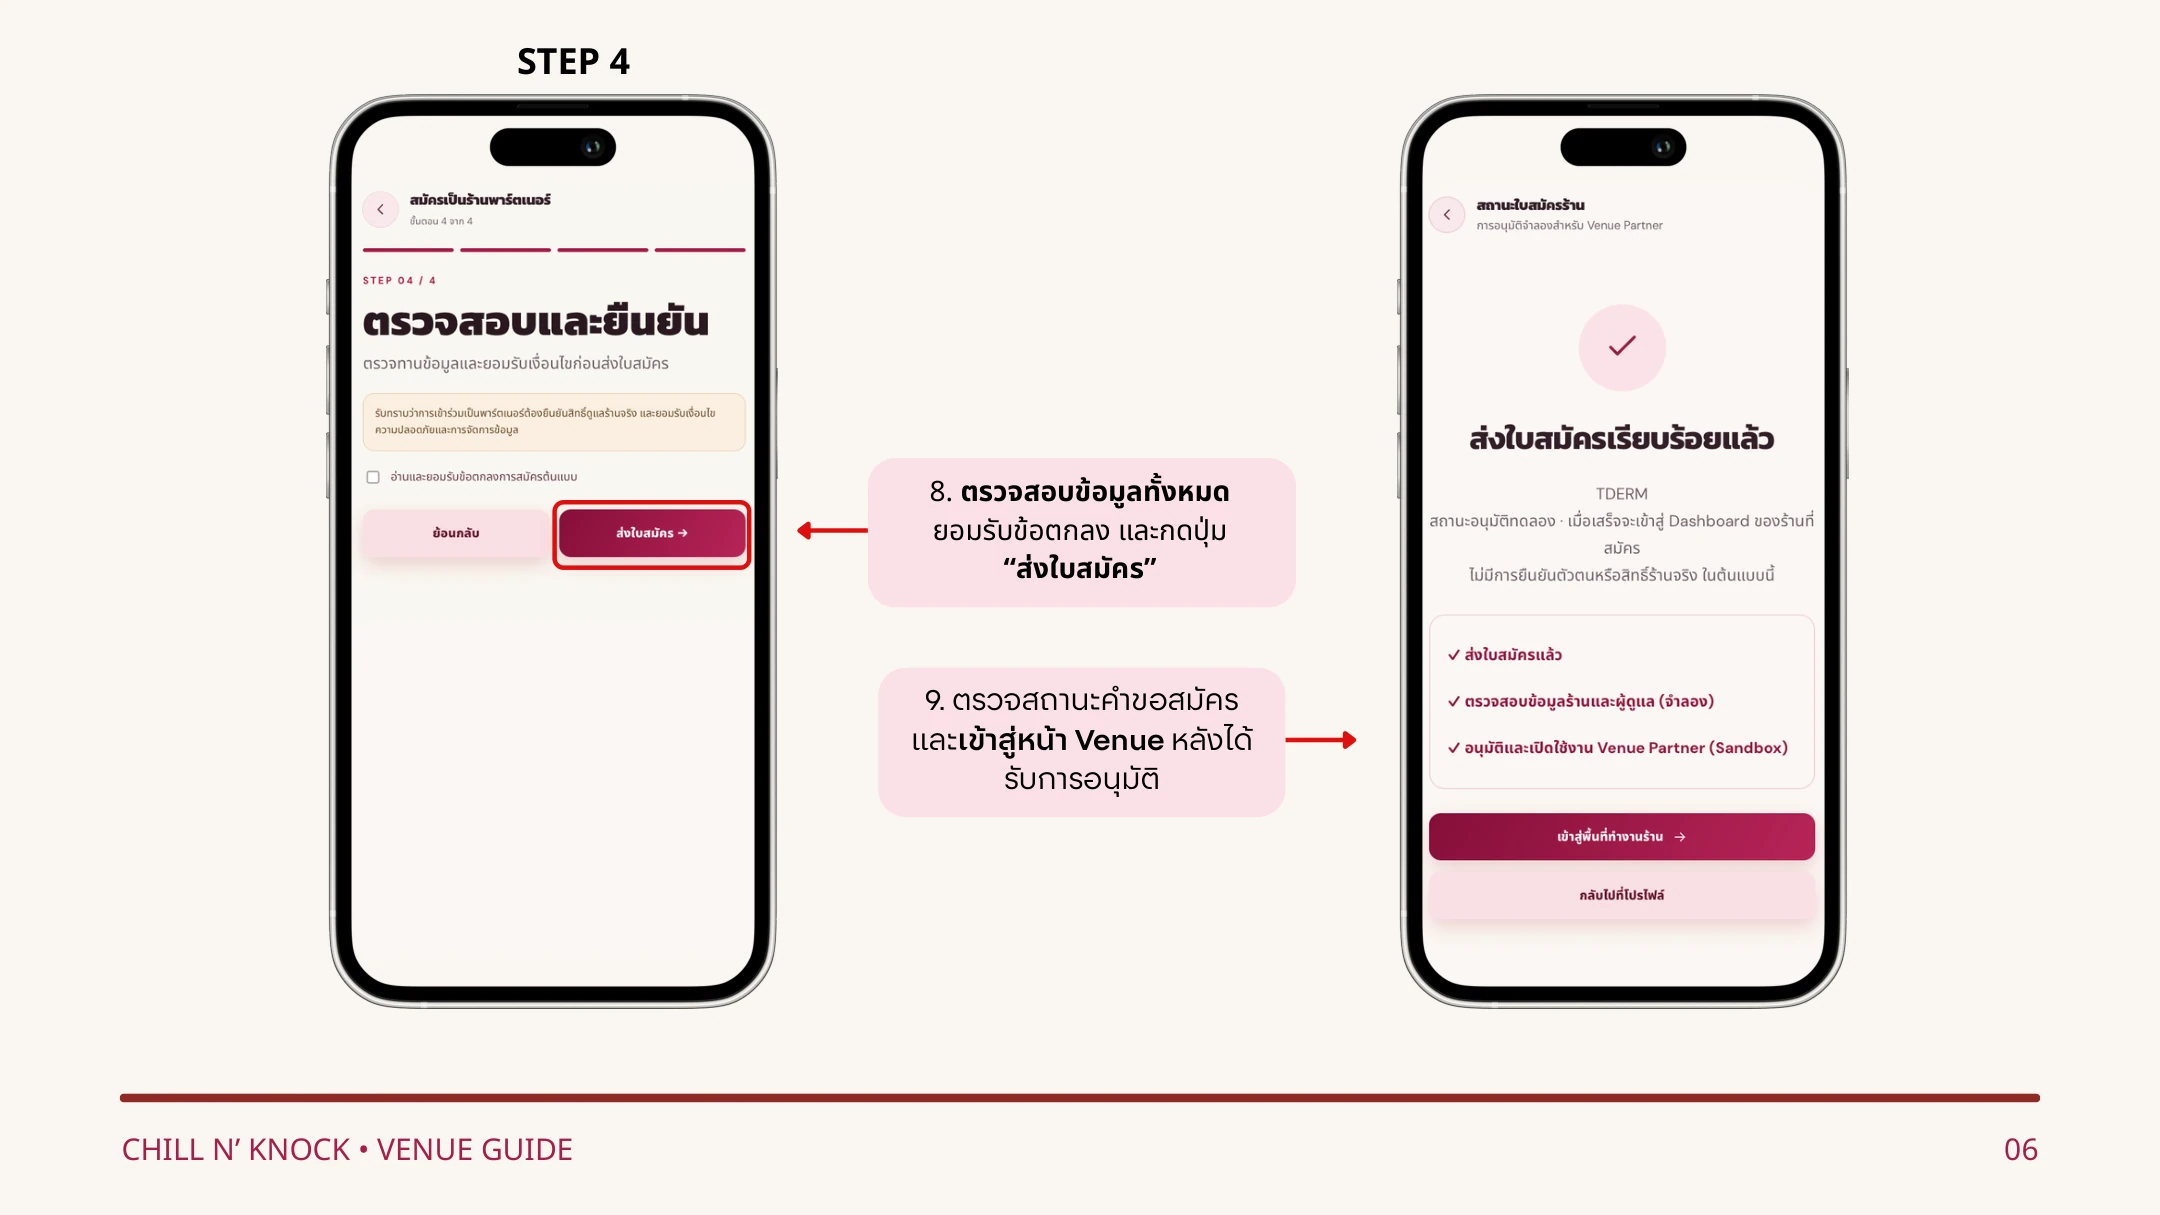 STEP 4
สมัครเป็นร้านพาร์ตเนอร์
ขั้นตอน 4 จาก 4
STEP 04 / 4
ตรวจสอบและยืนยัน
ตรวจทานข้อมูลและยอมรับเงื่อนไขก่อนส่งใบสมัคร
รับทราบว่าการเข้าร่วมเป็นพาร์ตเนอร์ต้องยืนยันสิทธิ์ดูแลร้านจริง และยอมรับเงื่อนไข
ความปลอดภัยและการจัดการข้อมูล
อ่านและยอมรับข้อตกลงการสมัครต้นแบบ
ย้อนกลับ
ส่งใบสมัคร →
8. ตรวจสอบข้อมูลทั้งหมด
ยอมรับข้อตกลง และกดปุ่ม
“ส่งใบสมัคร”
9. ตรวจสถานะคำขอสมัคร
และเข้าสู่หน้า Venue หลังได้
รับการอนุมัติ
สถานะใบสมัครร้าน
การอนุมัติจำลองสำหรับ Venue Partner
ส่งใบสมัครเรียบร้อยแล้ว
TDERM
สถานะอนุมัติทดลอง · เมื่อเสร็จจะเข้าสู่ Dashboard ของร้านที่
สมัคร
ไม่มีการยืนยันตัวตนหรือสิทธิ์ร้านจริง ในต้นแบบนี้
✓ ส่งใบสมัครแล้ว
✓ ตรวจสอบข้อมูลร้านและผู้ดูแล (จำลอง)
✓ อนุมัติและเปิดใช้งาน Venue Partner (Sandbox)
เข้าสู่พื้นที่ทำงานร้าน →
กลับไปที่โปรไฟล์
CHILL N’ KNOCK • VENUE GUIDE
06